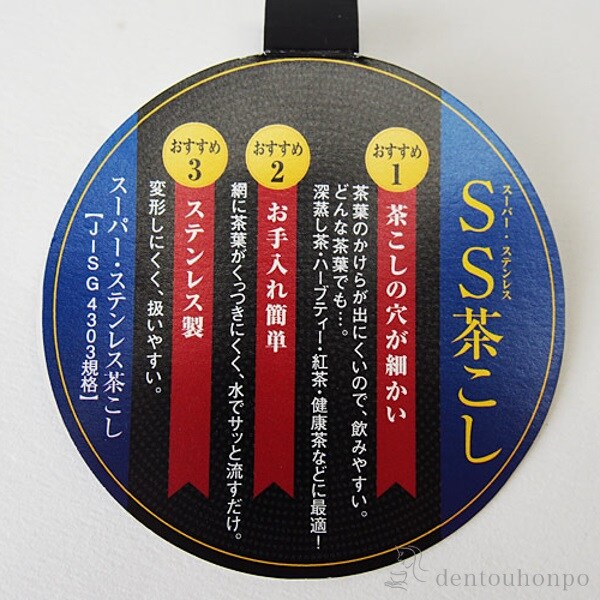 スーパー・ステンレス
SS茶こし
おすすめ
1
茶こしの穴が細かい
茶葉のかけらが出にくいので、飲みやすい。
どんな茶葉でも…。
深蒸し茶・ハーブティー・紅茶、健康茶などに最適!
おすすめ
2
お手入れ簡単
網に茶葉がくっつきにくく、水でサッと流すだけ。
おすすめ
3
ステンレス製
変形しにくく、扱いやすい。
スーパー・ステンレス茶こし
【JIS G 4303規格】
dentouhonpo